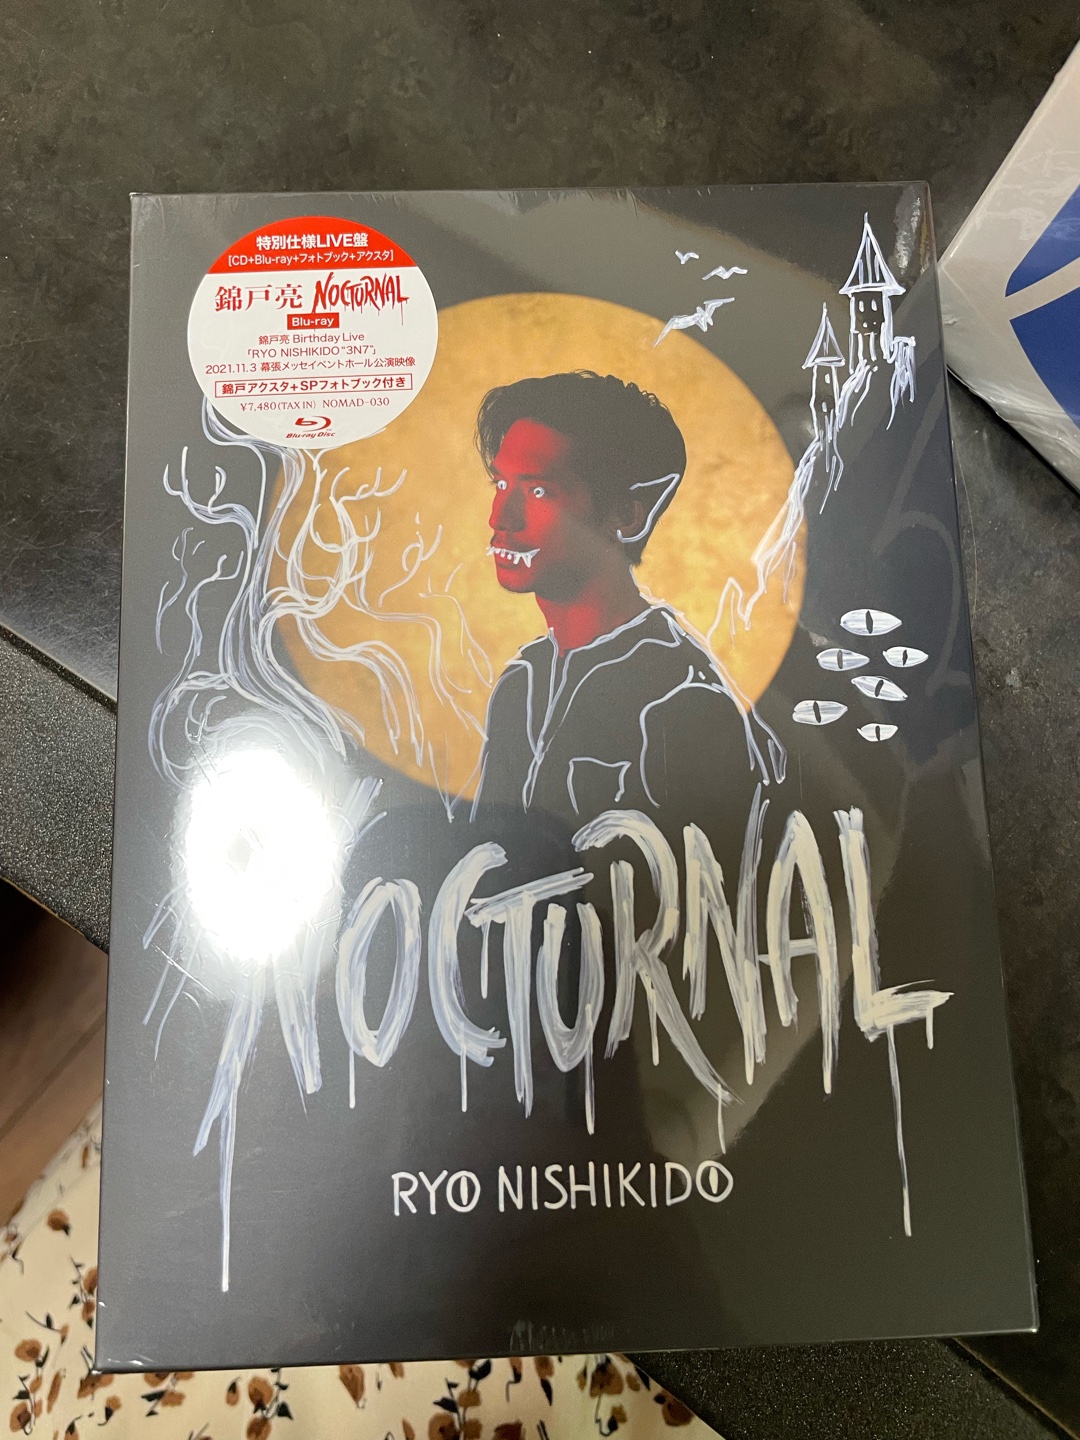 特別仕様LIVE盤
[CD+Blu-ray+フォトブック+アクスタ]
錦戸亮 NOCTURNAL
Blu-ray
錦戸亮 Birthday Live
「RYO NISHIKIDO "3N7"」
2021.11.3 幕張メッセイベントホール公演映像
錦戸アクスタ+SPフォトブック付き
¥7,480(TAX IN) NOMAD-030
Blu-ray Disc
NOCTURNAL
RYO NISHIKIDO